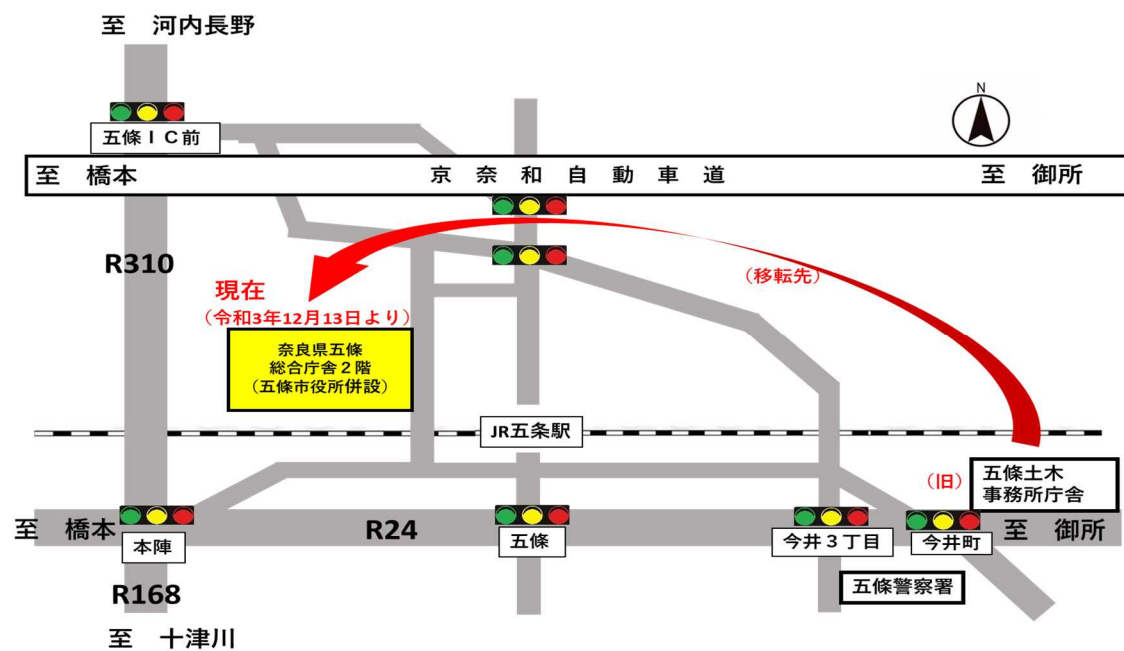 至　河内長野
N
五條ＩＣ前
至　橋本
京奈和自動車道
至　御所
R310
（移転先）
現在
（令和3年12月13日より）
奈良県五條
総合庁舎２階
（五條市役所併設）
JR五条駅
（旧）
五條土木
事務所庁舎
至　橋本
本陣
R24
五條
今井３丁目
今井町
至　御所
五條警察署
R168
至　十津川